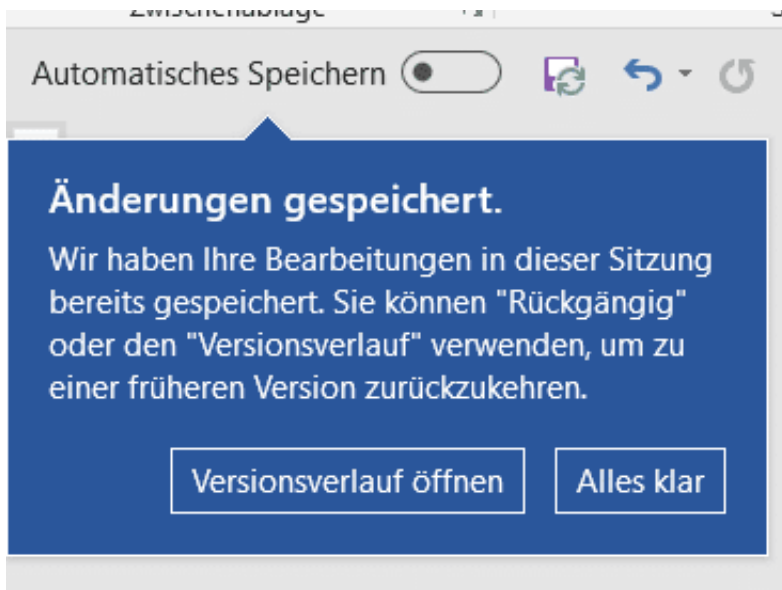 Zwischenablage
Automatisches Speichern
Änderungen gespeichert.
Wir haben Ihre Bearbeitungen in dieser Sitzung
bereits gespeichert. Sie können "Rückgängig"
oder den "Versionsverlauf" verwenden, um zu
einer früheren Version zurückzukehren.
Versionsverlauf öffnen Alles klar